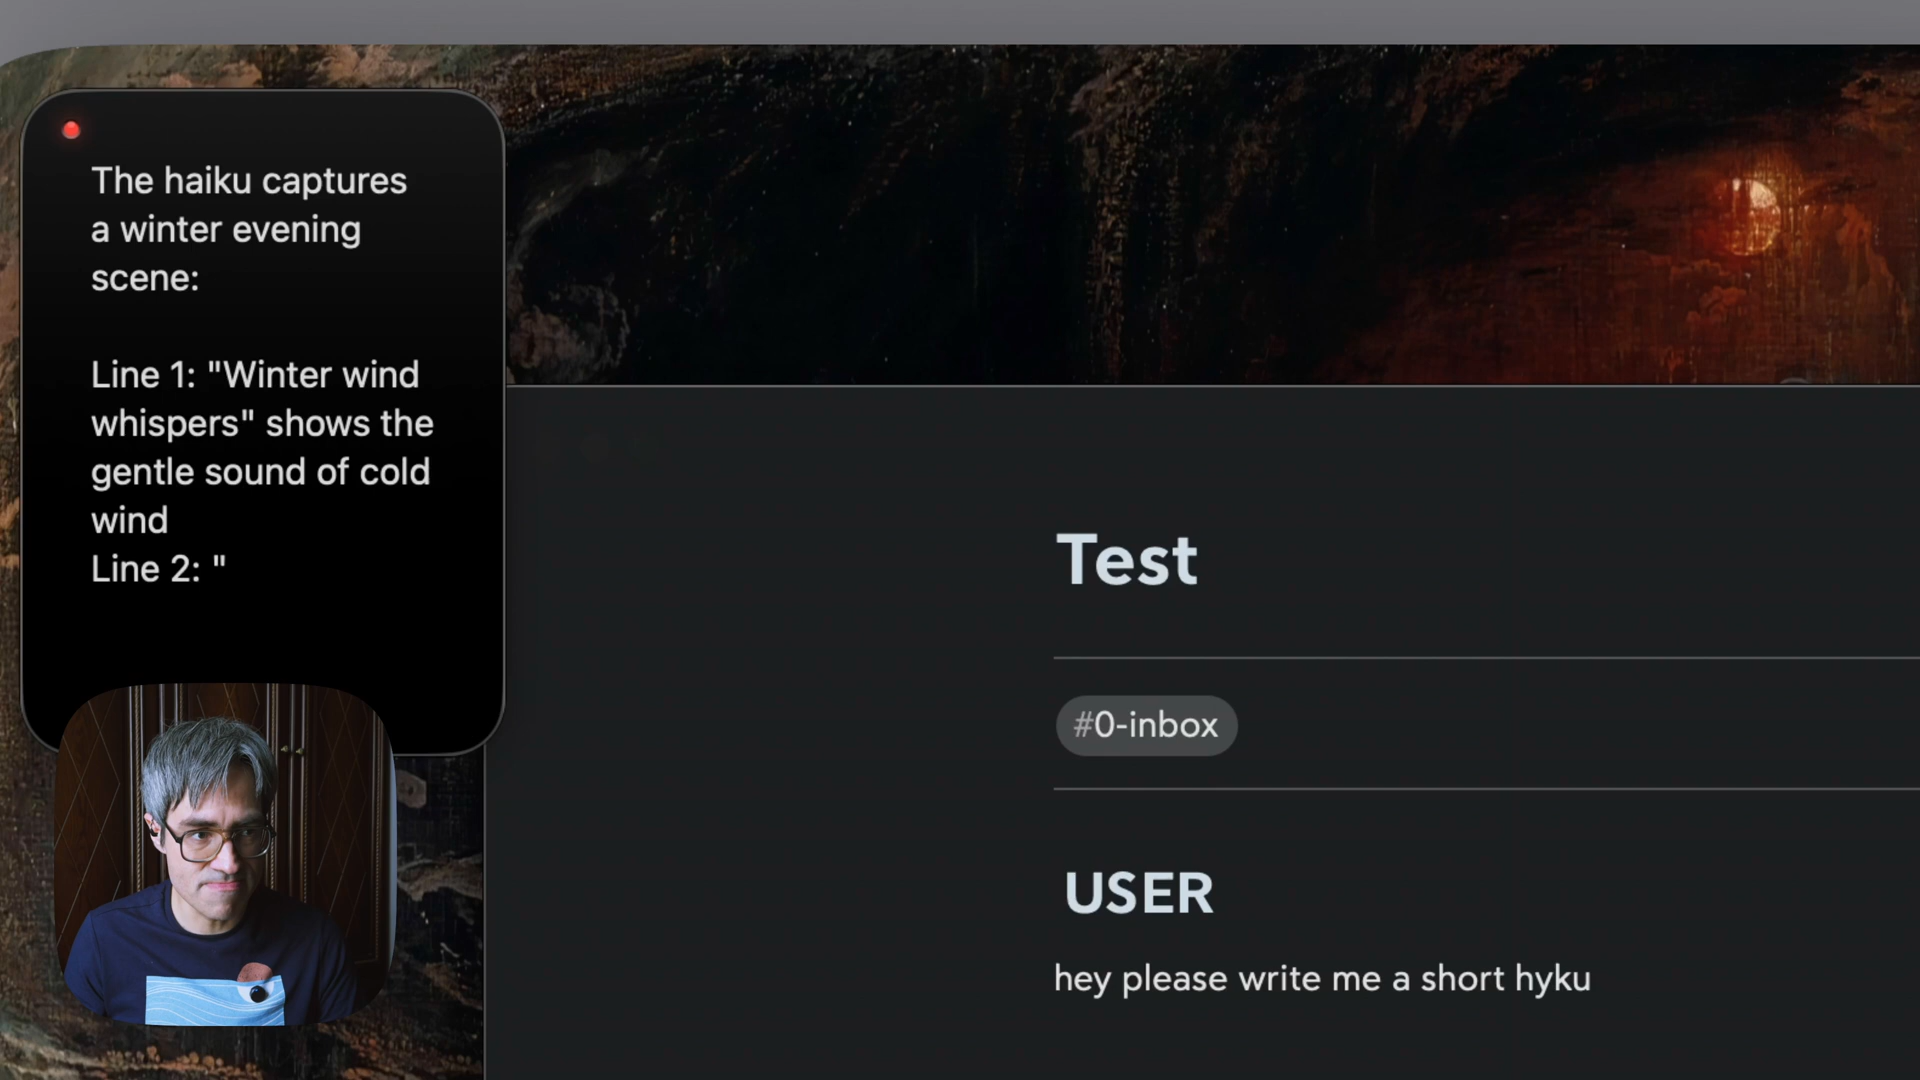 The haiku captures
a winter evening
scene:
Line 1: "Winter wind
whispers" shows the
gentle sound of cold
wind
Line 2: "
Test
#0-inbox
USER
hey please write me a short hyku